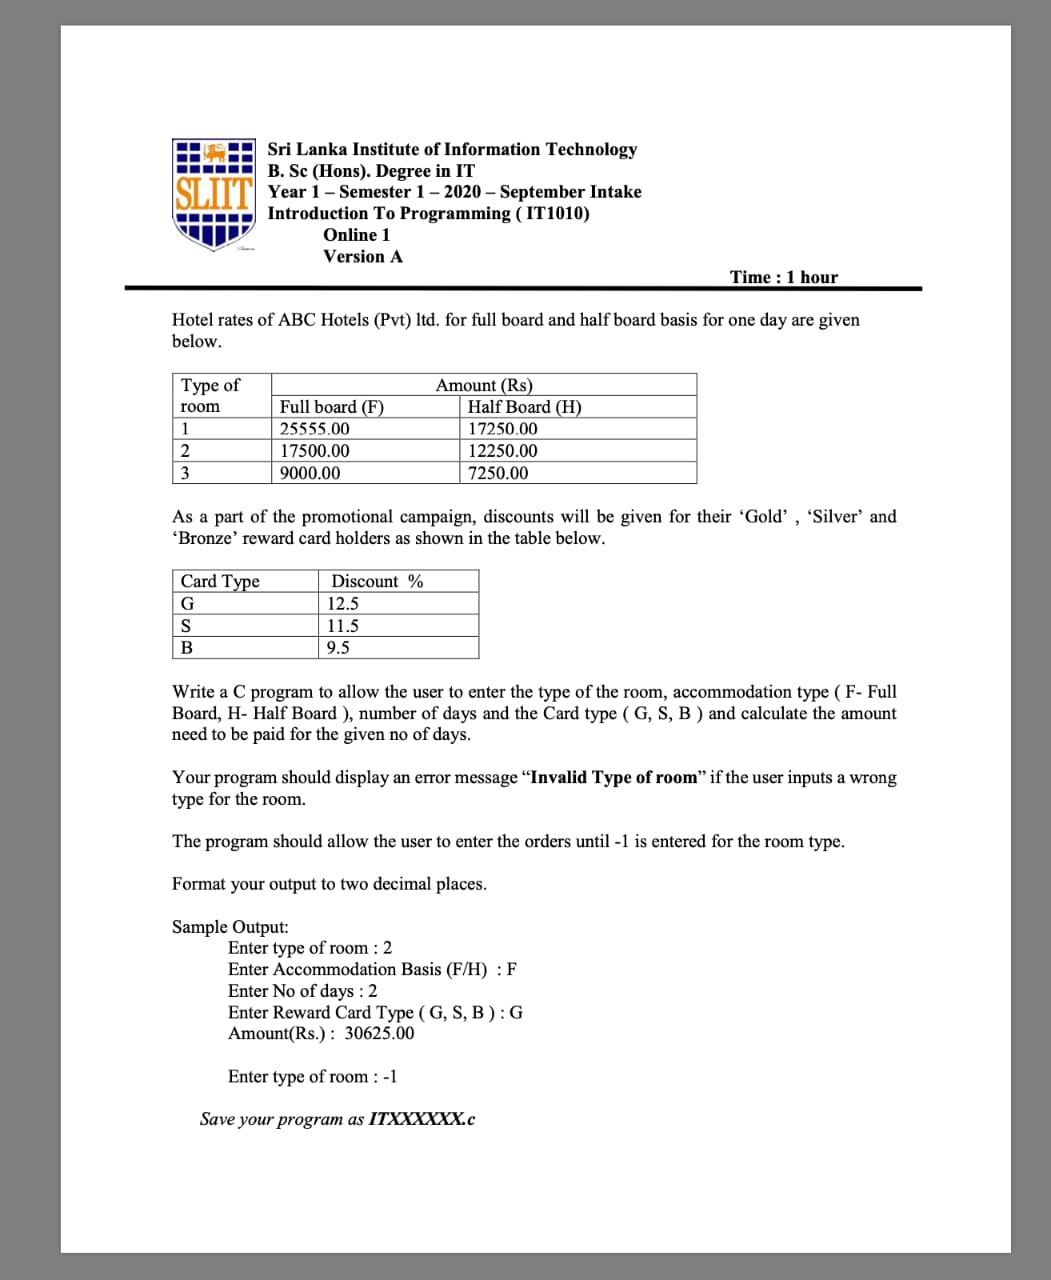 SLIIT
Sri Lanka Institute of Information Technology
B. Sc (Hons). Degree in IT
Year 1 – Semester 1 – 2020 – September Intake
Introduction To Programming ( IT1010)
Online 1
Version A
Time : 1 hour
Hotel rates of ABC Hotels (Pvt) ltd. for full board and half board basis for one day are given
below.
Type of room Amount (Rs)
Full board (F) Half Board (H)
1 25555.00 17250.00
2 17500.00 12250.00
3 9000.00 7250.00
As a part of the promotional campaign, discounts will be given for their ‘Gold’ , ‘Silver’ and
‘Bronze’ reward card holders as shown in the table below.
Card Type Discount %
G 12.5
S 11.5
B 9.5
Write a C program to allow the user to enter the type of the room, accommodation type ( F- Full
Board, H- Half Board ), number of days and the Card type ( G, S, B ) and calculate the amount
need to be paid for the given no of days.
Your program should display an error message “Invalid Type of room” if the user inputs a wrong
type for the room.
The program should allow the user to enter the orders until -1 is entered for the room type.
Format your output to two decimal places.
Sample Output:
Enter type of room : 2
Enter Accommodation Basis (F/H) : F
Enter No of days : 2
Enter Reward Card Type ( G, S, B ) : G
Amount(Rs.) : 30625.00
Enter type of room : -1
Save your program as ITXXXXXX.c